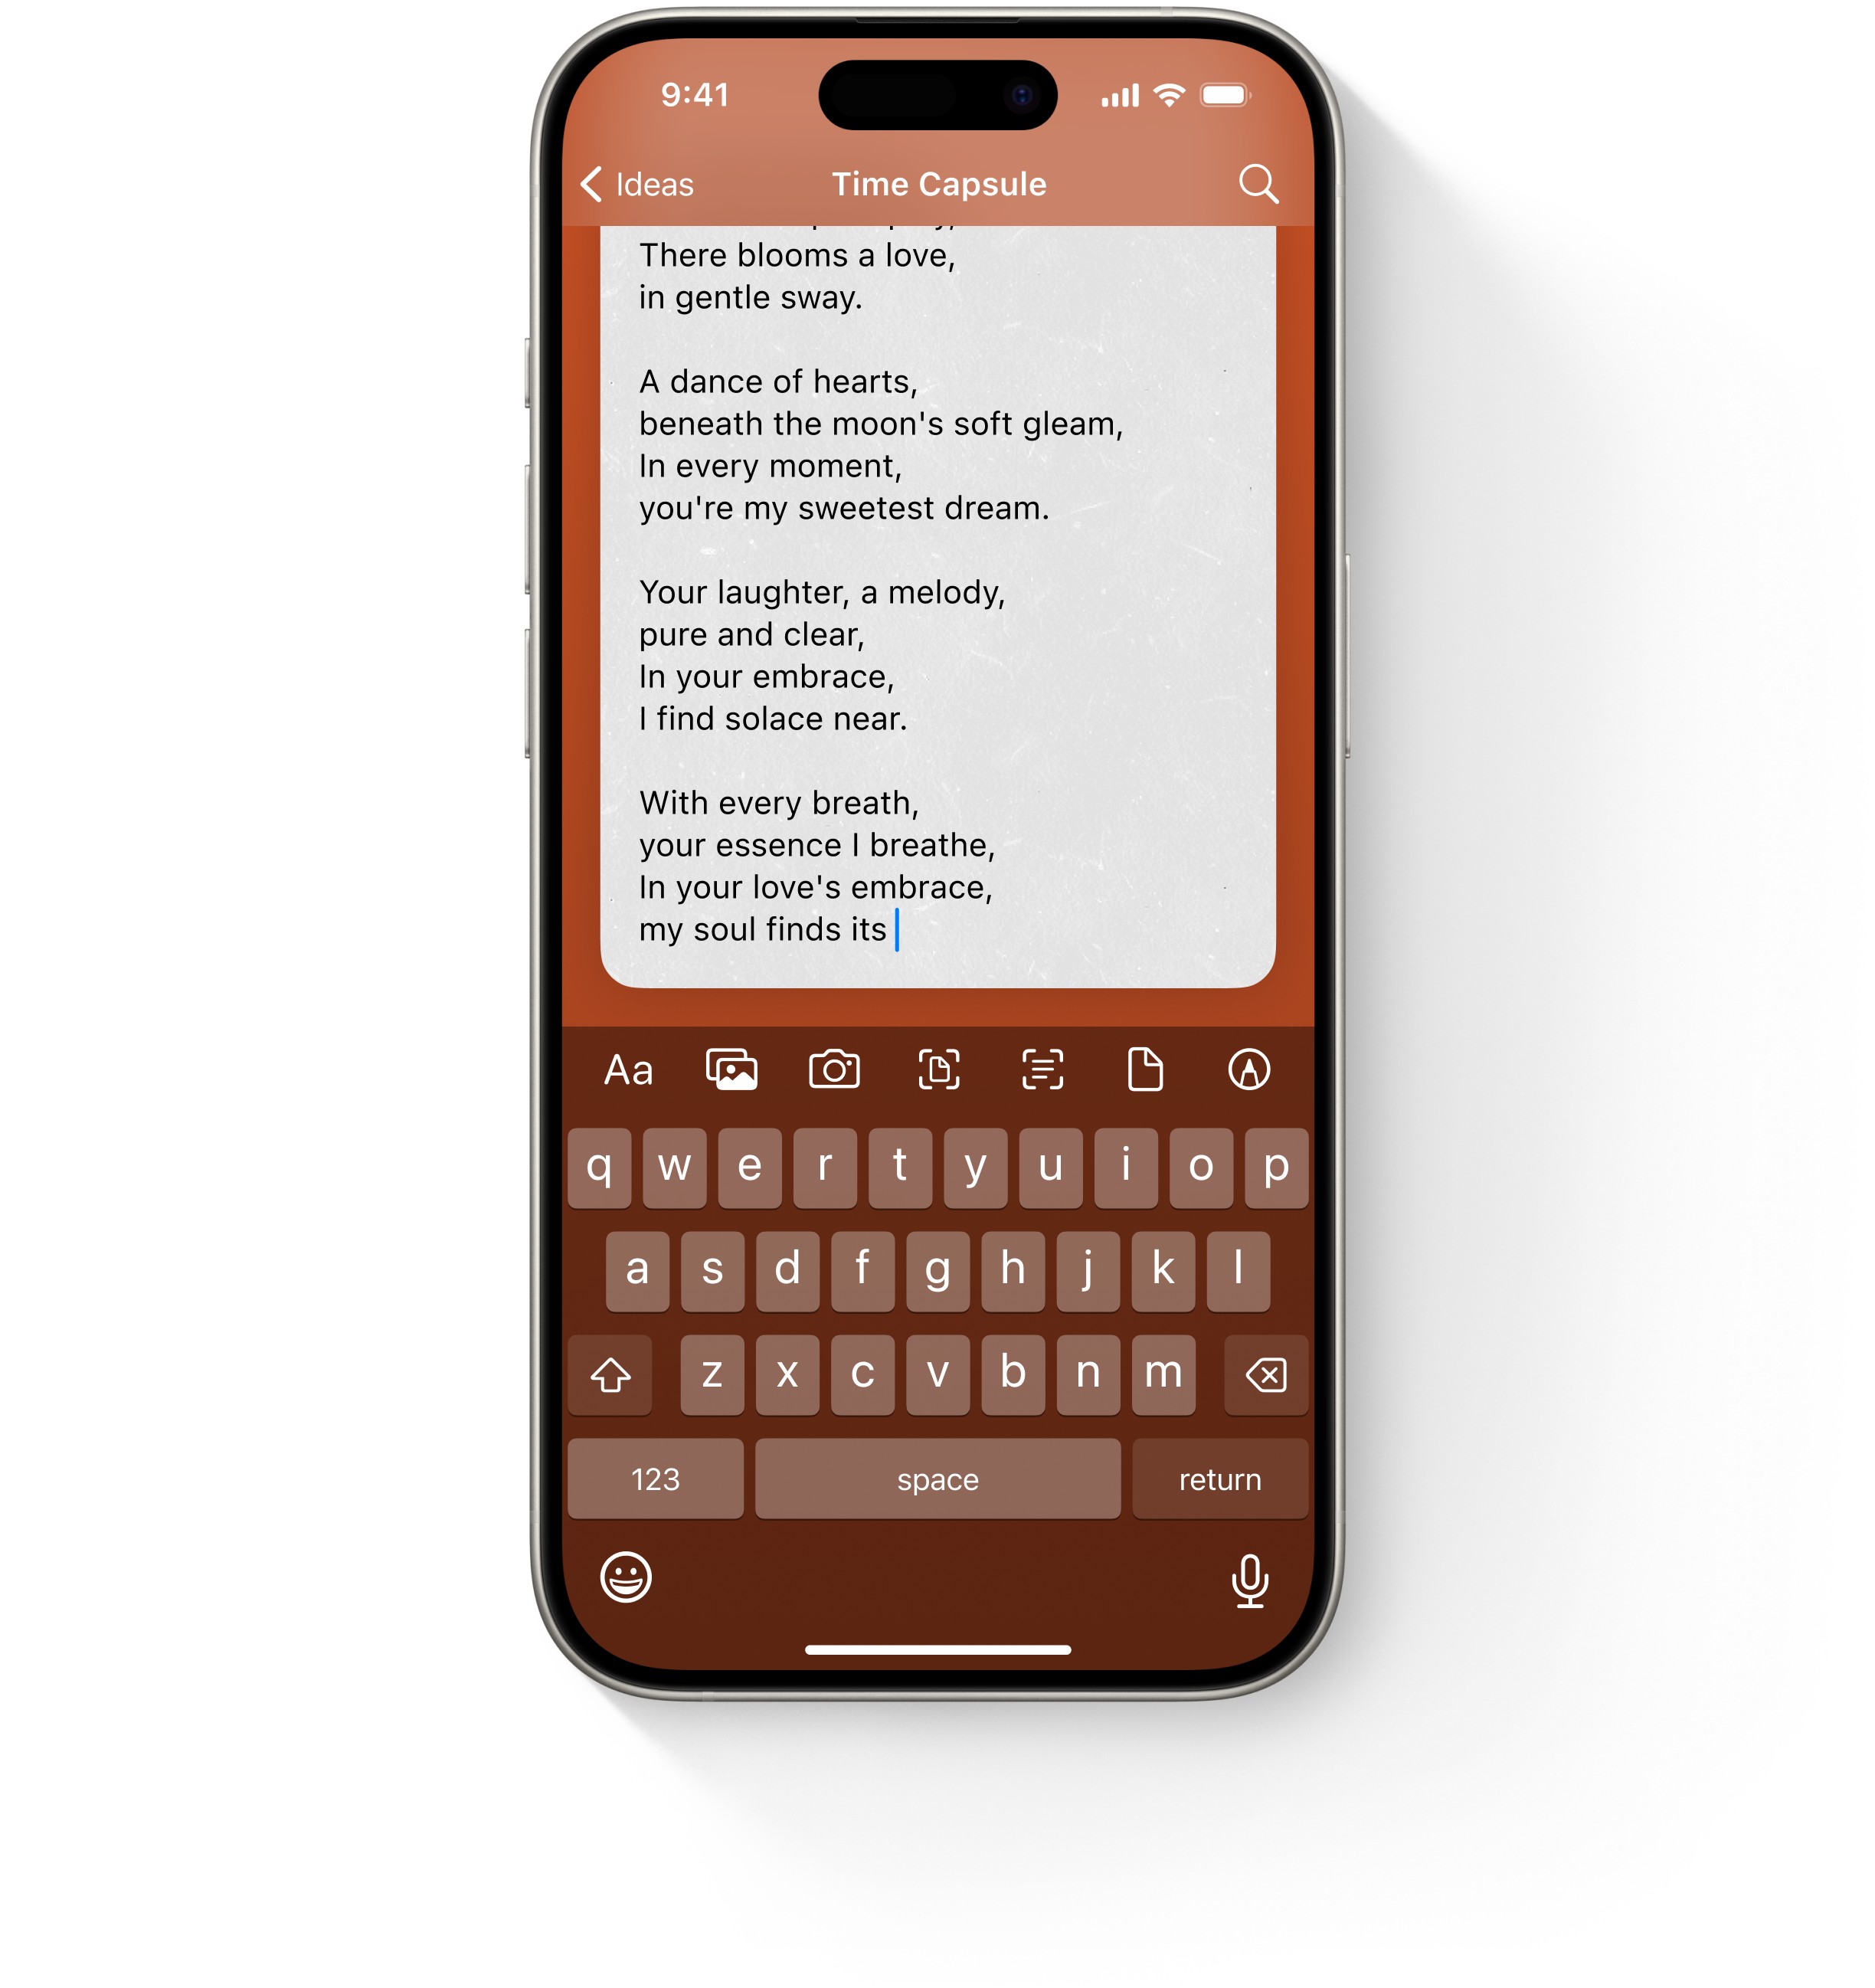 9:41
Ideas
Time Capsule
There blooms a love,
in gentle sway.
A dance of hearts,
beneath the moon's soft gleam,
In every moment,
you're my sweetest dream.
Your laughter, a melody,
pure and clear,
In your embrace,
I find solace near.
With every breath,
your essence I breathe,
In your love's embrace,
my soul finds its
Aa
q w e r t y u i o p
a s d f g h j k l
z x c v b n m
123 space return